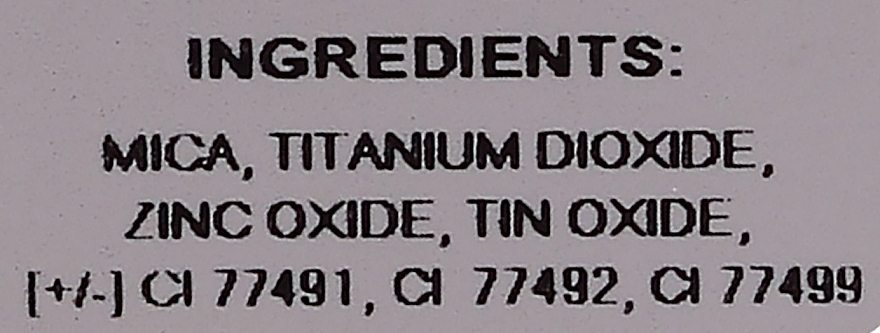 INGREDIENTS:
MICA, TITANIUM DIOXIDE,
ZINC OXIDE, TIN OXIDE,
[+/-] CI 77491, CI 77492, CI 77499